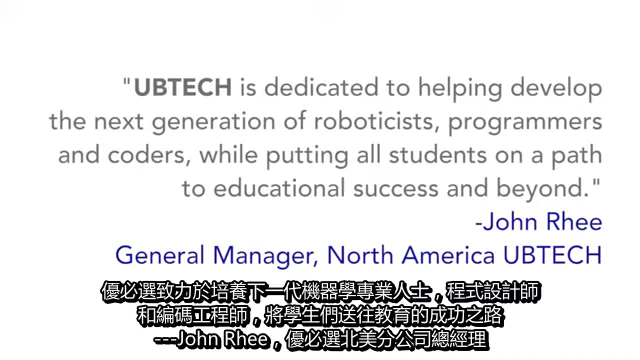 "UBTECH is dedicated to helping develop
the next generation of roboticists, programmers
and coders, while putting all students on a path
to educational success and beyond."
-John Rhee
General Manager, North America UBTECH
優必選致力於培養下一代機器學專業人士，程式設計師
和編碼工程師，將學生們送往教育的成功之路
---John Rhee，優必選北美分公司總經理